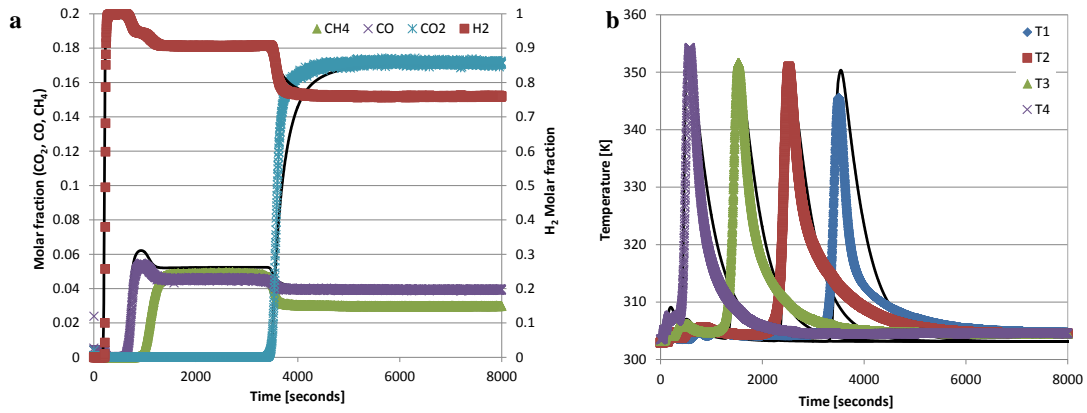 a
CH4 CO CO2 H2
Molar fraction (CO2, CO, CH4)
0.2
0.18
0.16
0.14
0.12
0.1
0.08
0.06
0.04
0.02
0
1
0.9
0.8
0.7
0.6
0.5
0.4
0.3
0.2
0.1
0
H2 Molar fraction
0 2000 4000 6000 8000
Time [seconds]
b
T1
T2
T3
T4
Temperature [K]
360
350
340
330
320
310
300
0 2000 4000 6000 8000
Time [seconds]